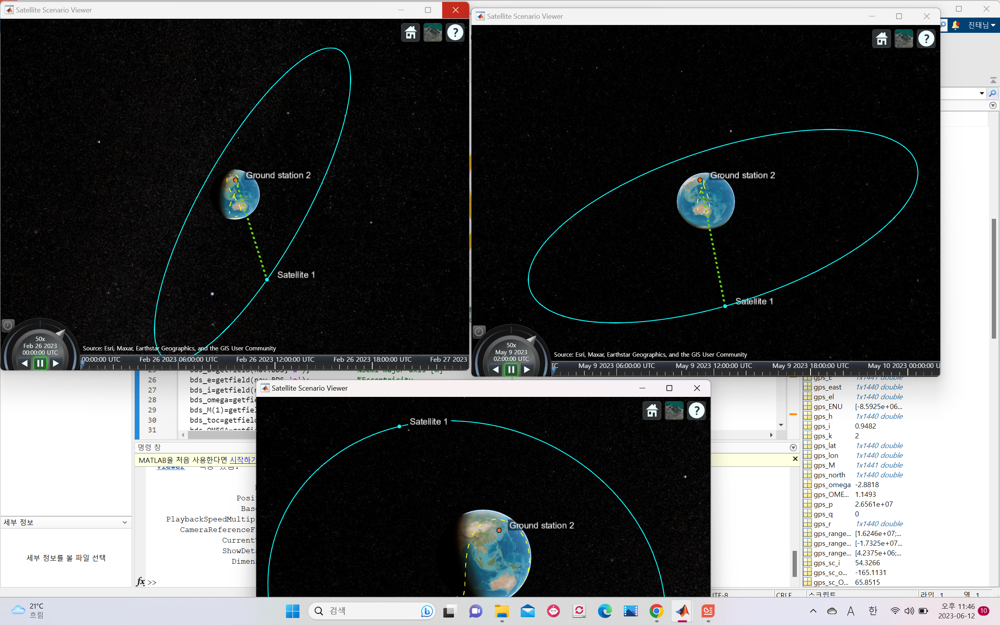 Satellite Scenario Viewer
Ground station 2
Satellite 1
50x
Feb 26 2023
00:00:00 UTC
Source: Esri, Maxar, Earthstar Geographics, and the GIS User Community
00:00:00 UTC
Feb 26 2023 06:00:00 UTC
Feb 26 2023 12:00:00 UTC
Feb 26 2023 18:00:00 UTC
Feb 27 2023
Satellite Scenario Viewer
Ground station 2
Satellite 1
50x
May 9 2023
02:00:00 UTC
Source: Esri, Maxar, Earthstar Geographics, and the GIS User Community
May 9 2023 06:00:00 UTC
May 9 2023 12:00:00 UTC
May 9 2023 18:00:00 UTC
May 10 2023 00:00:00 U
진태님
26
27 bds_i=getfield(
28 bds_omega=getfie
29 bds_M(1)=getfiel
30 bds_toc=getfield
31
Satellite Scenario Viewer
Satellite 1
Ground station 2
명령 창
MATLAB을 처음 사용한다면 시작하기
Posi
Base
PlaybackSpeedMultip
CameraReferenceF
Current
ShowDet
Dimen
fx >>
세부 정보
세부 정보를 볼 파일 선택
gps_E 1x1441 double
gps_east 1x1440 double
gps_el 1x1440 double
gps_ENU [-8.5925e+06...
gps_h 1x1440 double
gps_i 0.9482
gps_k 2
gps_lat 1x1440 double
gps_lon 1x1440 double
gps_M 1x1441 double
gps_north 1x1440 double
gps_omega -2.8818
gps_OME... 1.1493
gps_p 2.6561e+07
gps_q 0
gps_r 1x1440 double
gps_range... [1.6246e+07;...
gps_range... [-1.7325e+07...
gps_range... [4.2375e+06;...
gps_sc_i 54.3266
gps_sc_o... -165.1131
gps_sc_O... 65.8515
CRLF
스크립트
라인 1
열 1
21°C
흐림
검색
A
한
오후 11:46
2023-06-12
10